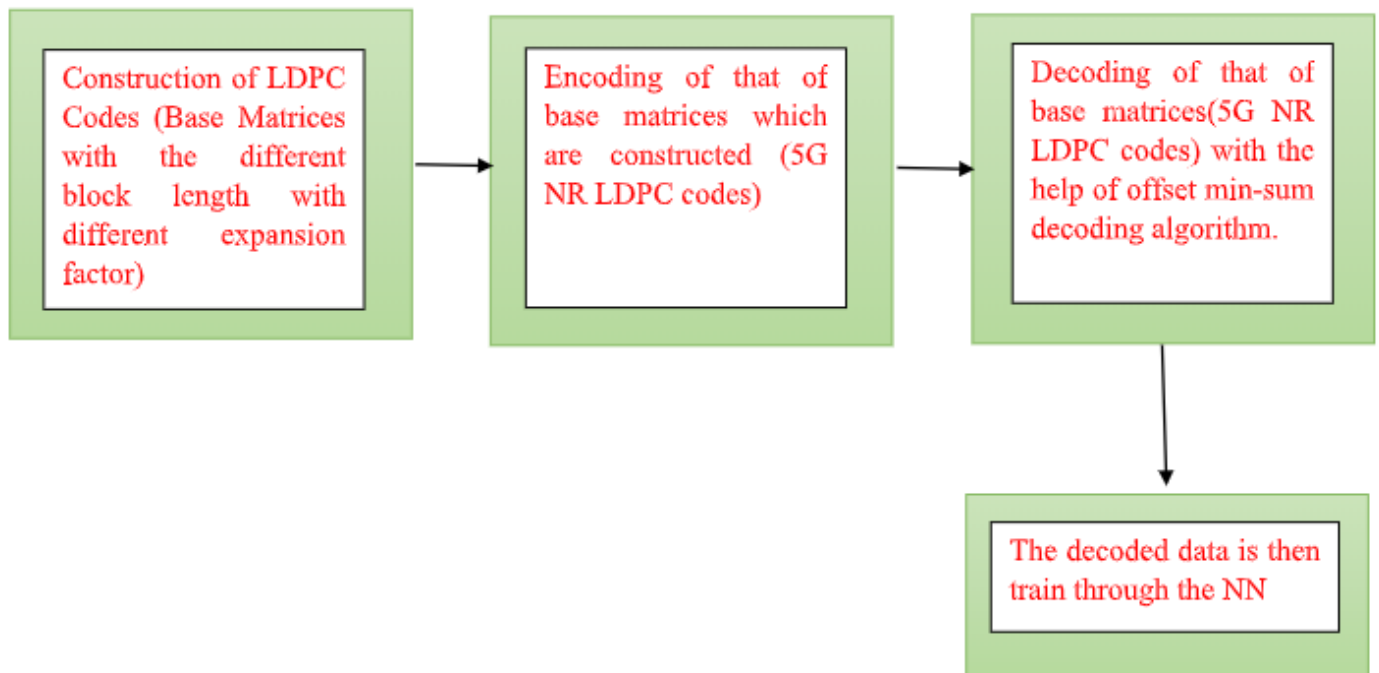 Construction of LDPC
Codes (Base Matrices
with the different
block length with
different expansion
factor)
Encoding of that of
base matrices which
are constructed (5G
NR LDPC codes)
Decoding of that of
base matrices(5G NR
LDPC codes) with the
help of offset min-sum
decoding algorithm.
The decoded data is then
train through the NN